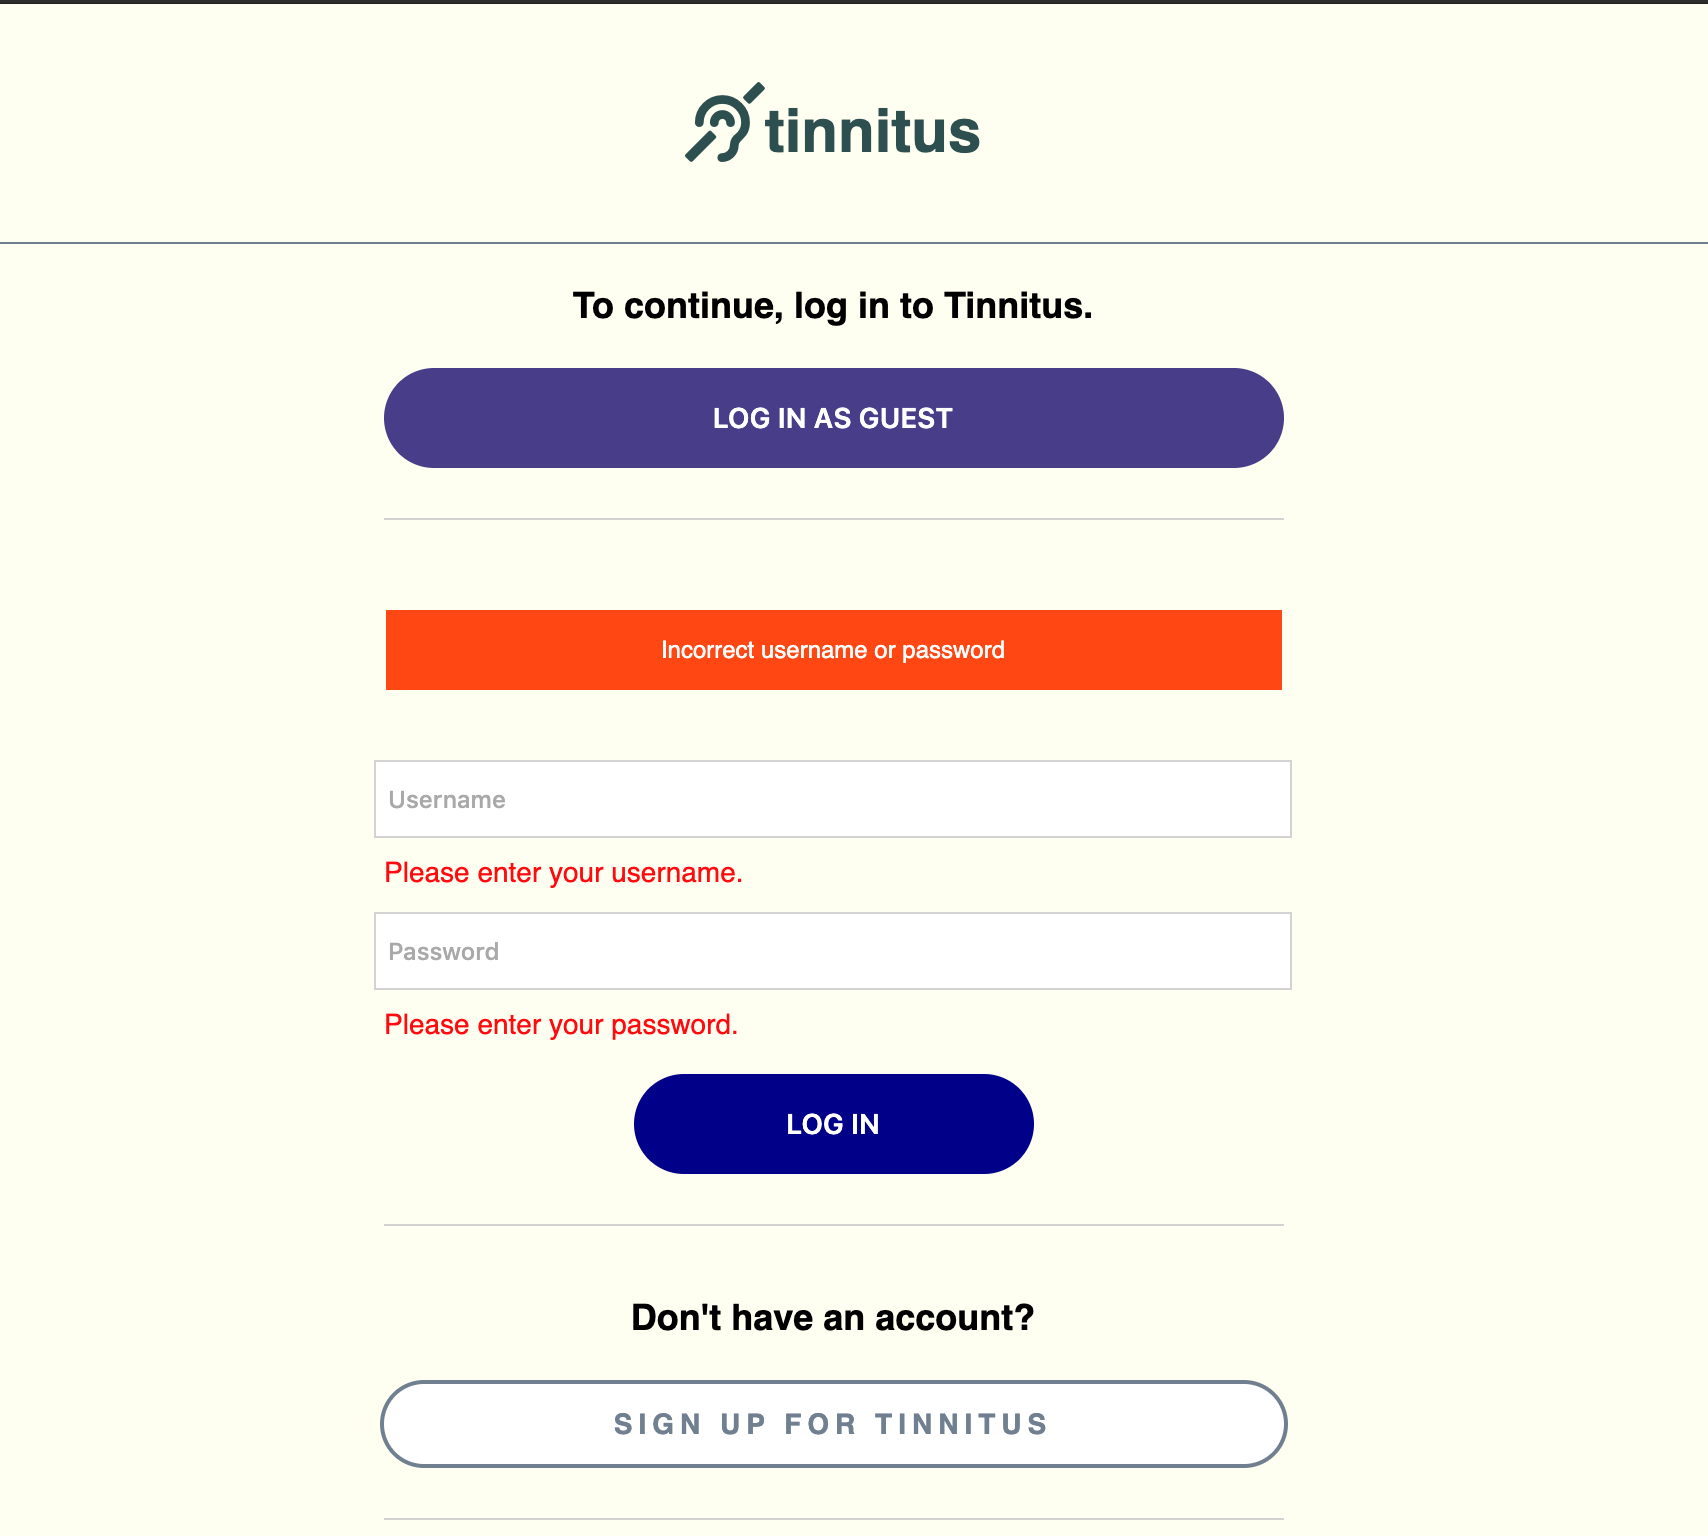 tinnitus
To continue, log in to Tinnitus.
LOG IN AS GUEST
Incorrect username or password
Username
Please enter your username.
Password
Please enter your password.
LOG IN
Don't have an account?
SIGN UP FOR TINNITUS